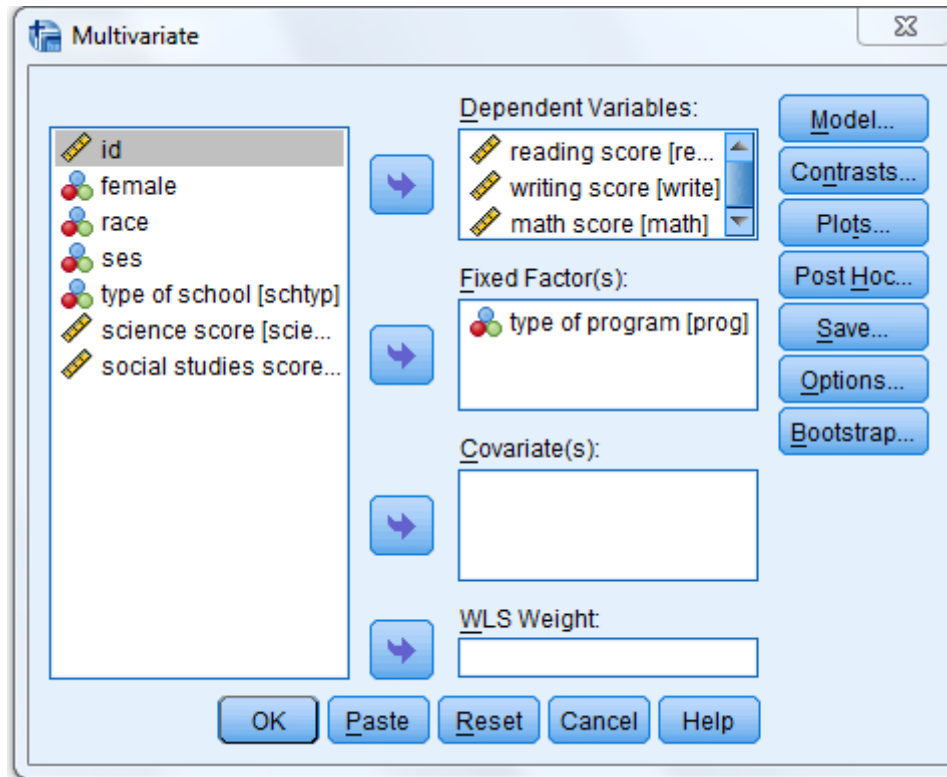 Multivariate
id
female
race
ses
type of school [schtyp]
science score [scie...
social studies score...
Dependent Variables:
reading score [re...
writing score [write]
math score [math]
Fixed Factor(s):
type of program [prog]
Covariate(s):
WLS Weight:
Model...
Contrasts...
Plots...
Post Hoc...
Save...
Options...
Bootstrap...
OK
Paste
Reset
Cancel
Help